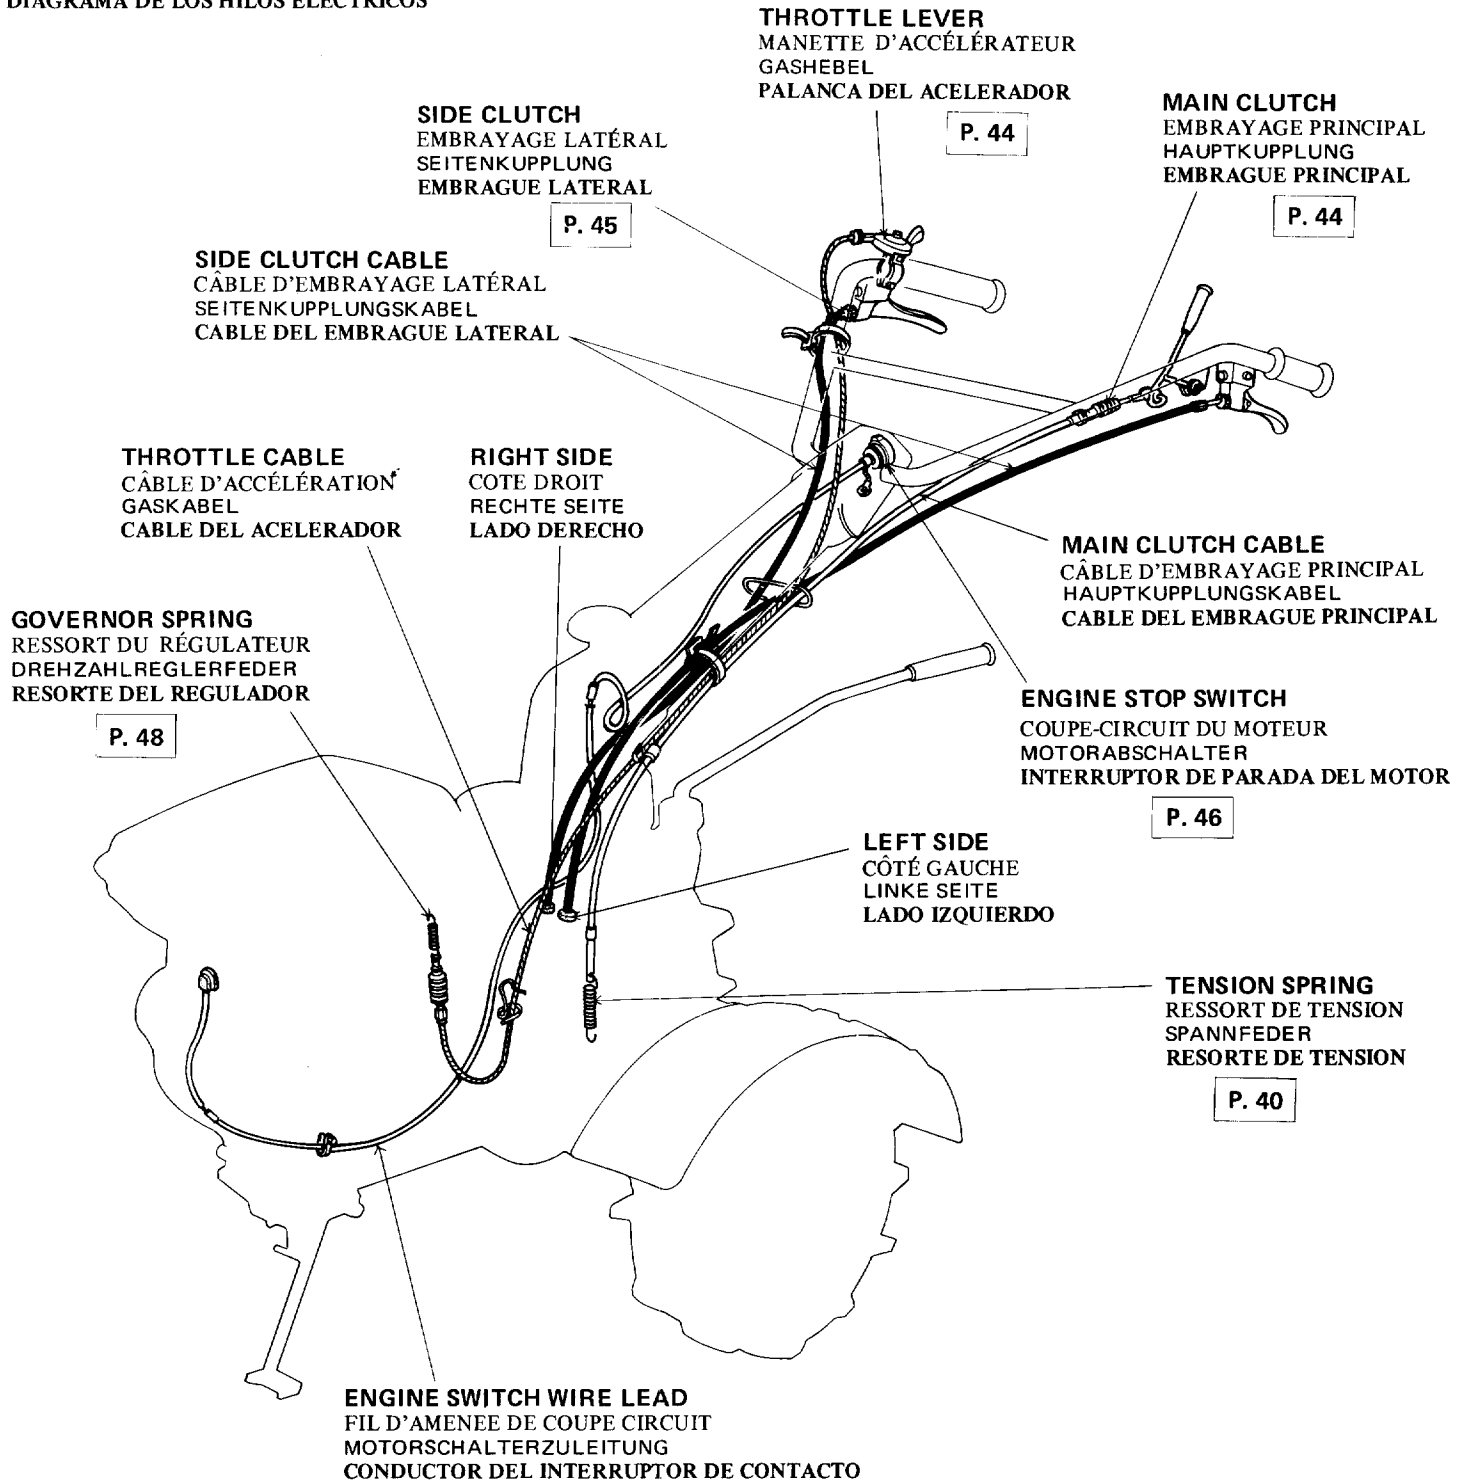 DIAGRAMA DE LOS HILOS ELECTRICOS
THROTTLE LEVER
MANETTE D'ACCÉLÉRATEUR
GASHEBEL
PALANCA DEL ACELERADOR
P. 44
MAIN CLUTCH
EMBRAYAGE PRINCIPAL
HAUPTKUPPLUNG
EMBRAGUE PRINCIPAL
P. 44
SIDE CLUTCH
EMBRAYAGE LATÉRAL
SEITENKUPPLUNG
EMBRAGUE LATERAL
P. 45
SIDE CLUTCH CABLE
CÂBLE D'EMBRAYAGE LATÉRAL
SEITENKUPPLUNGSKABEL
CABLE DEL EMBRAGUE LATERAL
THROTTLE CABLE
CÂBLE D'ACCÉLÉRATION
GASKABEL
CABLE DEL ACELERADOR
RIGHT SIDE
COTE DROIT
RECHTE SEITE
LADO DERECHO
MAIN CLUTCH CABLE
CÂBLE D'EMBRAYAGE PRINCIPAL
HAUPTKUPPLUNGSKABEL
CABLE DEL EMBRAGUE PRINCIPAL
GOVERNOR SPRING
RESSORT DU RÉGULATEUR
DREHZAHLREGLERFEDER
RESORTE DEL REGULADOR
P. 48
ENGINE STOP SWITCH
COUPE-CIRCUIT DU MOTEUR
MOTORABSCHALTER
INTERRUPTOR DE PARADA DEL MOTOR
P. 46
LEFT SIDE
CÔTÉ GAUCHE
LINKE SEITE
LADO IZQUIERDO
TENSION SPRING
RESSORT DE TENSION
SPANNFEDER
RESORTE DE TENSION
P. 40
ENGINE SWITCH WIRE LEAD
FIL D'AMENEE DE COUPE CIRCUIT
MOTORSCHALTERZULEITUNG
CONDUCTOR DEL INTERRUPTOR DE CONTACTO